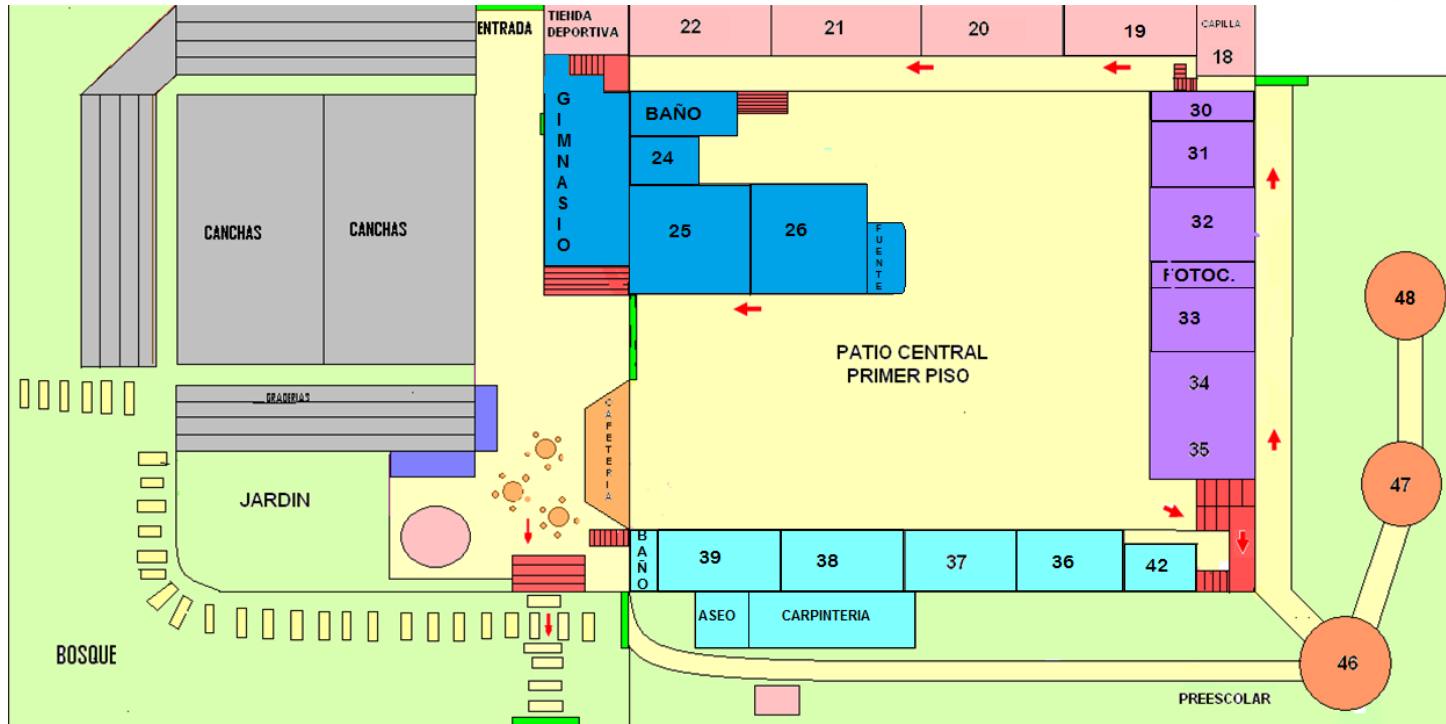 ENTRADA
TIENDA
DEPORTIVA
22
21
20
19
CAPILLA
18
GIMNASIO
BAÑO
24
25
26
FUENTE
30
31
32
FOTOC.
33
34
35
CANCHAS
CANCHAS
PATIO CENTRAL
PRIMER PISO
48
47
46
GRADERIAS
CAFETERIA
JARDIN
BAÑO
39
38
37
36
42
ASEO
CARPINTERIA
BOSQUE
PREESCOLAR